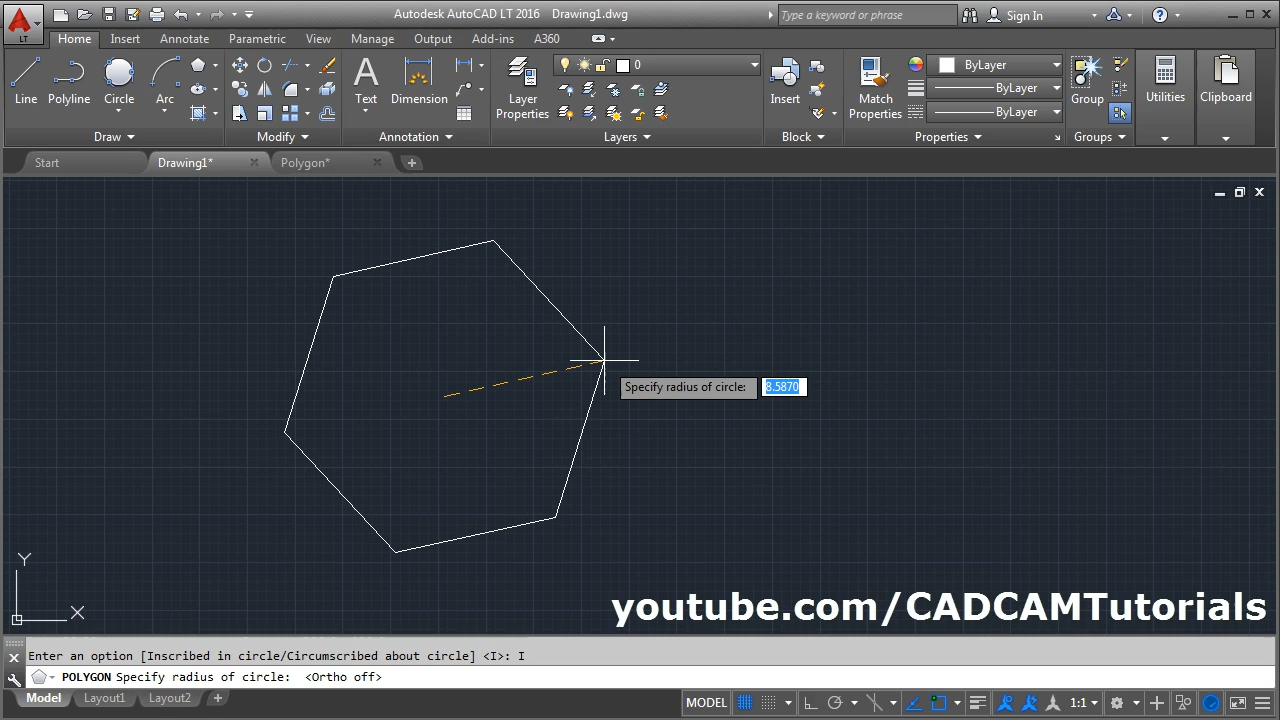 Autodesk AutoCAD LT 2016 Drawing1.dwg
Type a keyword or phrase
Sign In
LT
Home Insert Annotate Parametric View Manage Output Add-ins A360
Line Polyline Circle Arc Text Dimension Layer Properties 0 Insert Match Properties ByLayer Group Utilities Clipboard
ByLayer
ByLayer
Draw Modify Annotation Layers Block Properties Groups
Start Drawing1* Polygon*
Specify radius of circle: 8.5870
Y
X
youtube.com/CADCAMTutorials
Enter an option [Inscribed in circle/Circumscribed about circle] <I>: I
POLYGON Specify radius of circle: <Ortho off>
Model Layout1 Layout2 MODEL 1:1